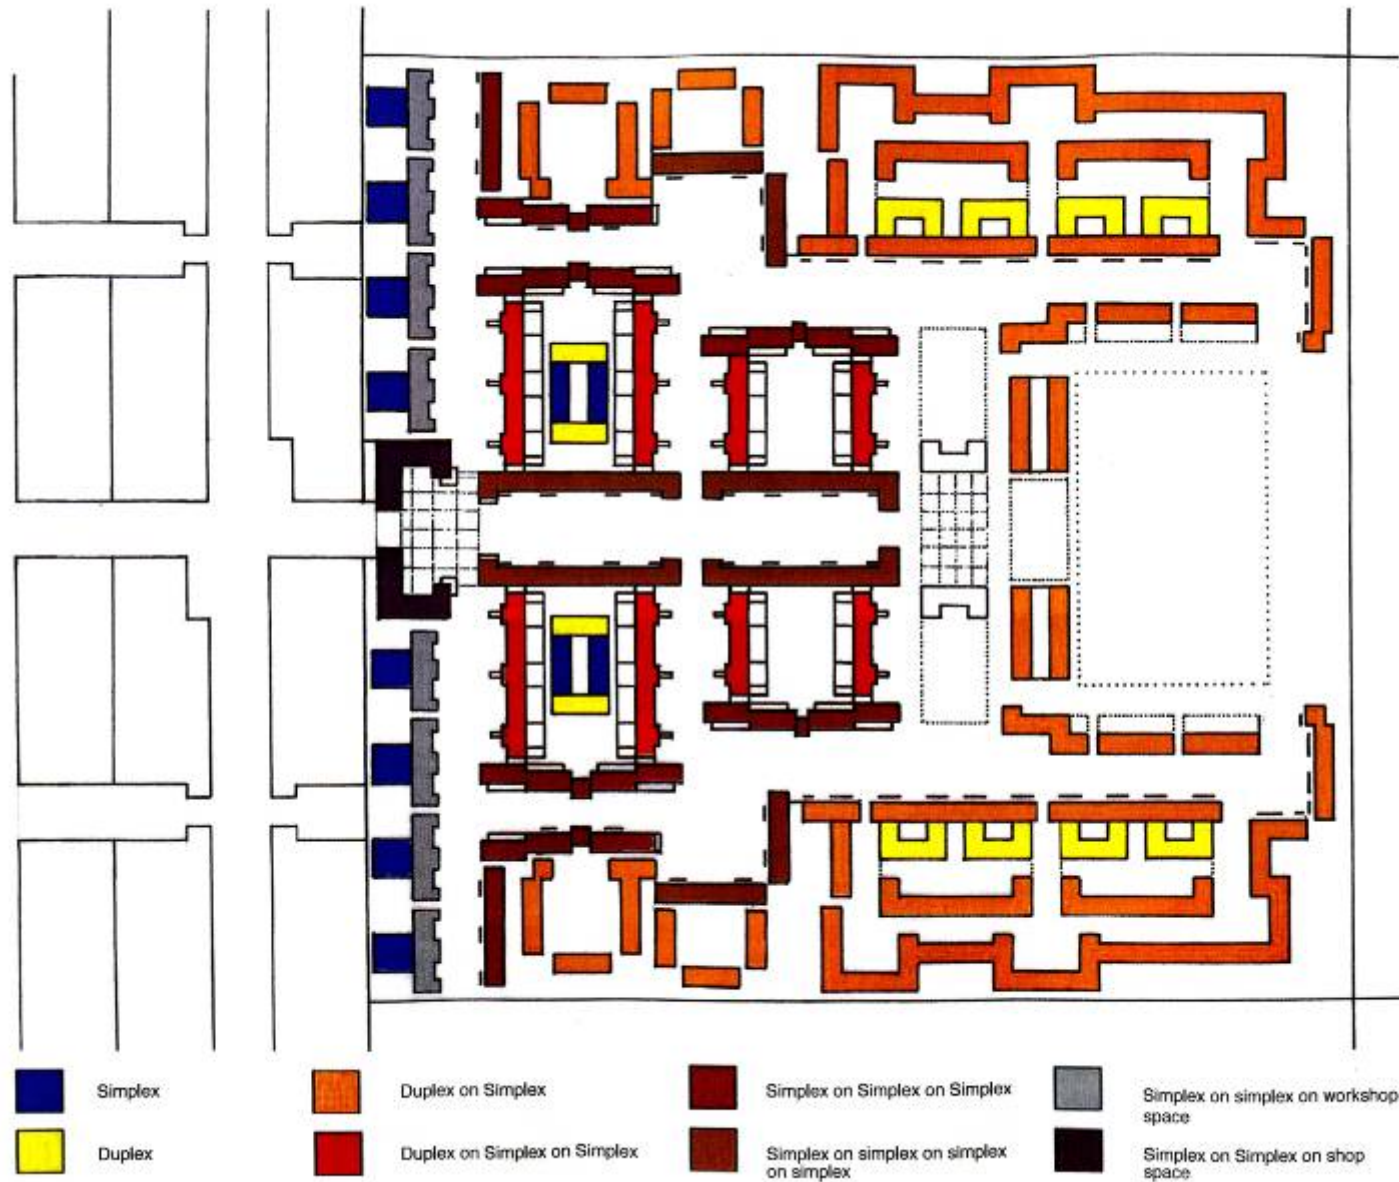 Simplex
Duplex on Simplex
Simplex on Simplex on Simplex
Simplex on simplex on workshop
space
Duplex
Duplex on Simplex on Simplex
Simplex on simplex on simplex
on simplex
Simplex on Simplex on shop
space